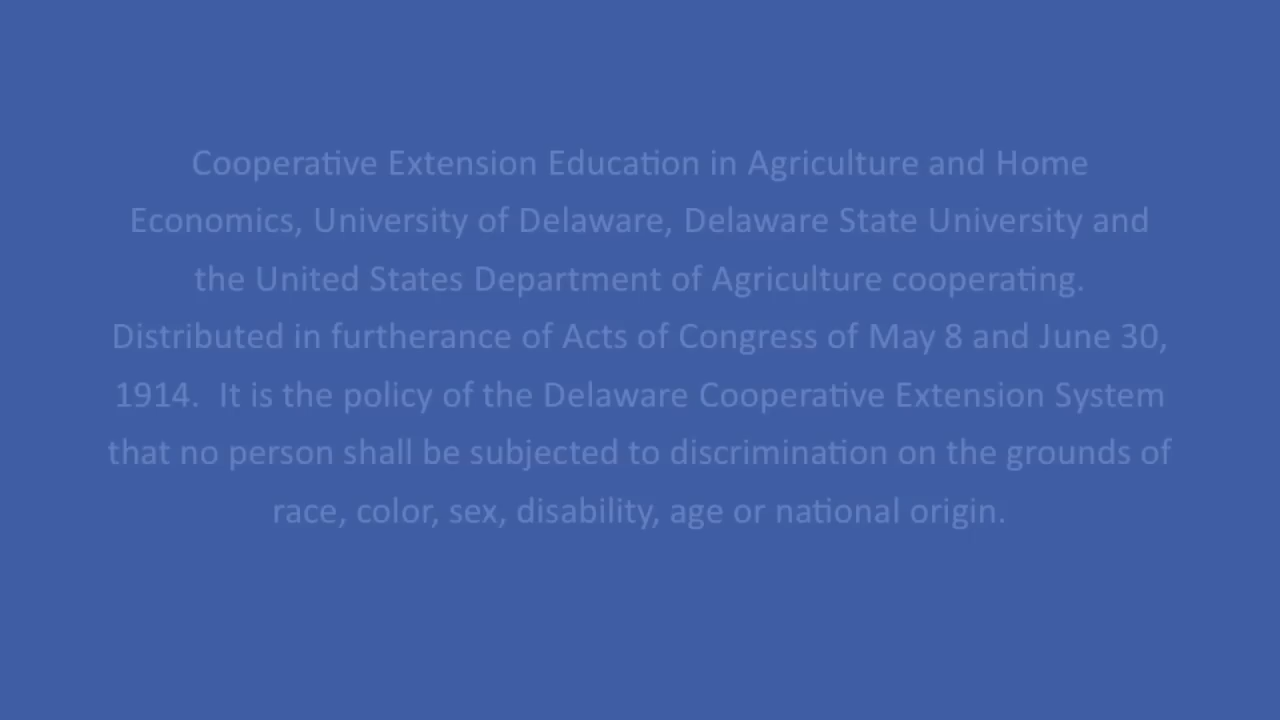 Cooperative Extension Education in Agriculture and Home
Economics, University of Delaware, Delaware State University and
the United States Department of Agriculture cooperating.
Distributed in furtherance of Acts of Congress of May 8 and June 30,
1914.  It is the policy of the Delaware Cooperative Extension System
that no person shall be subjected to discrimination on the grounds of
race, color, sex, disability, age or national origin.